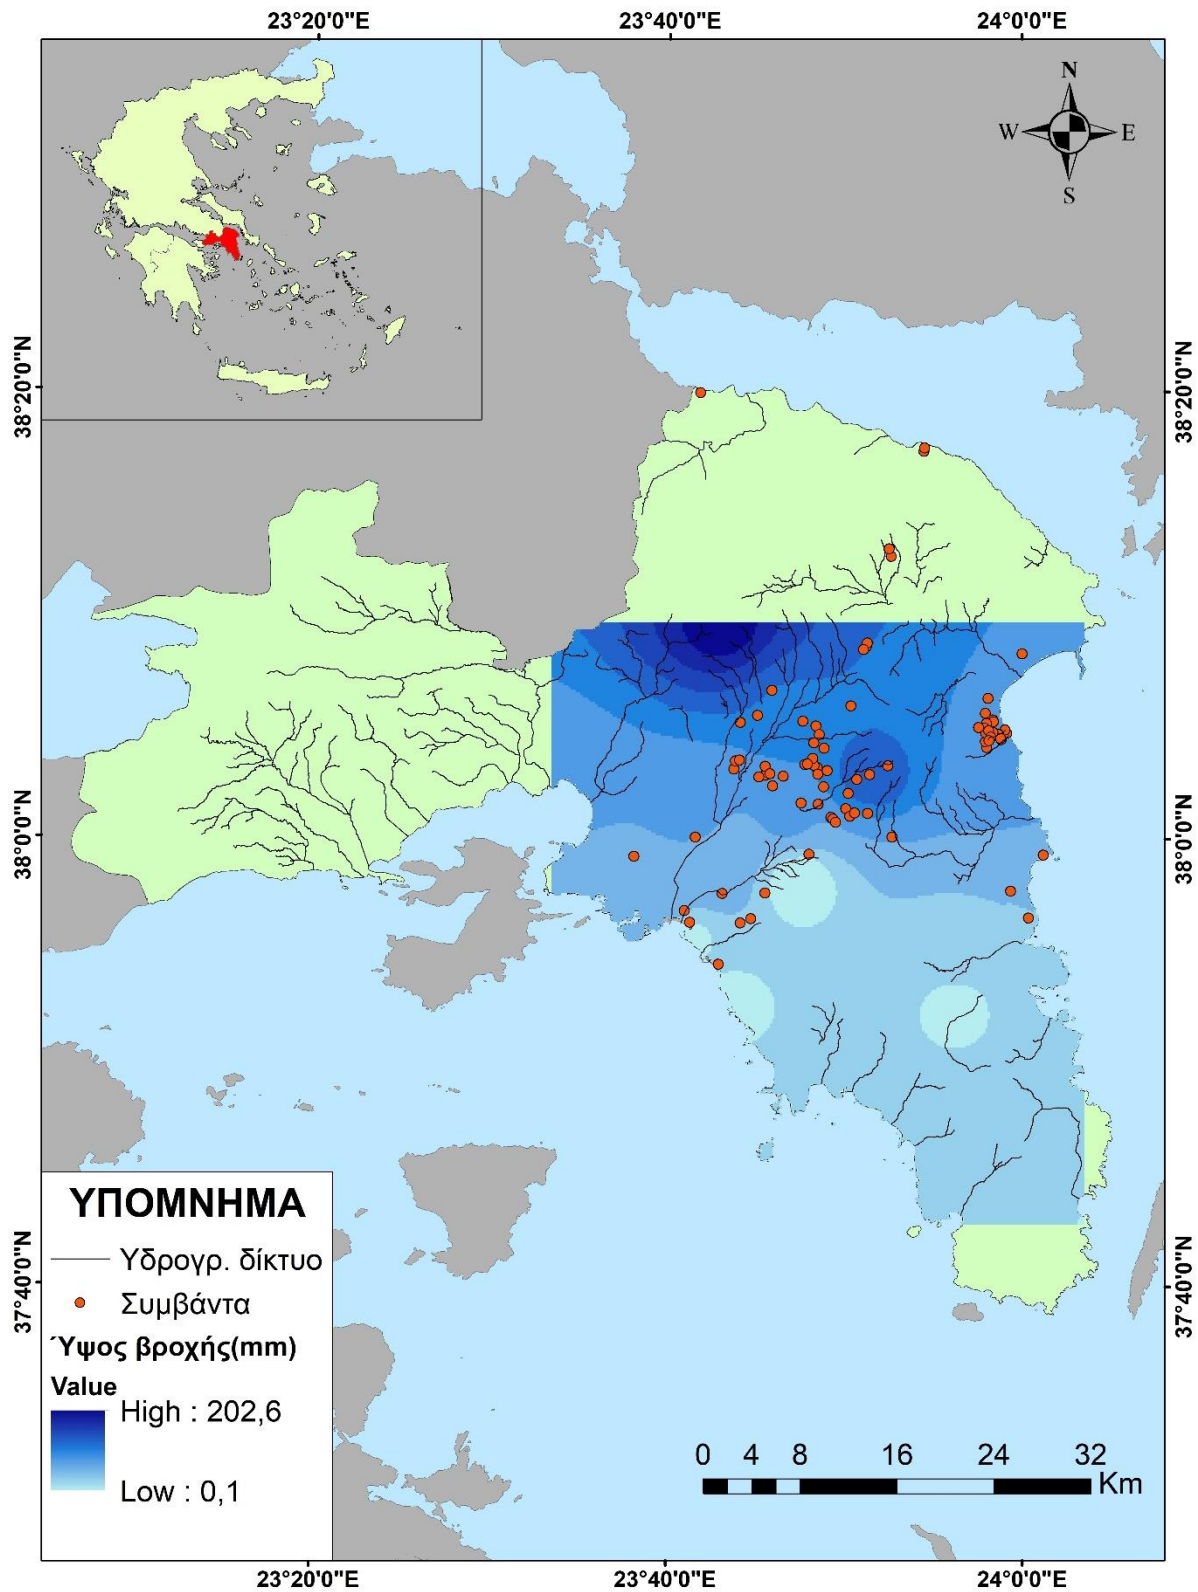 23°20'0"E 23°40'0"E 24°0'0"E
N
W E
S
38°20'0"N 38°20'0"N
38°0'0"N 38°0'0"N
37°40'0"N 37°40'0"N
ΥΠΟΜΝΗΜΑ
Υδρογρ. δίκτυο
Συμβάντα
Ύψος βροχής(mm)
Value
High : 202,6
Low : 0,1
0 4 8 16 24 32
Km
23°20'0"E 23°40'0"E 24°0'0"E